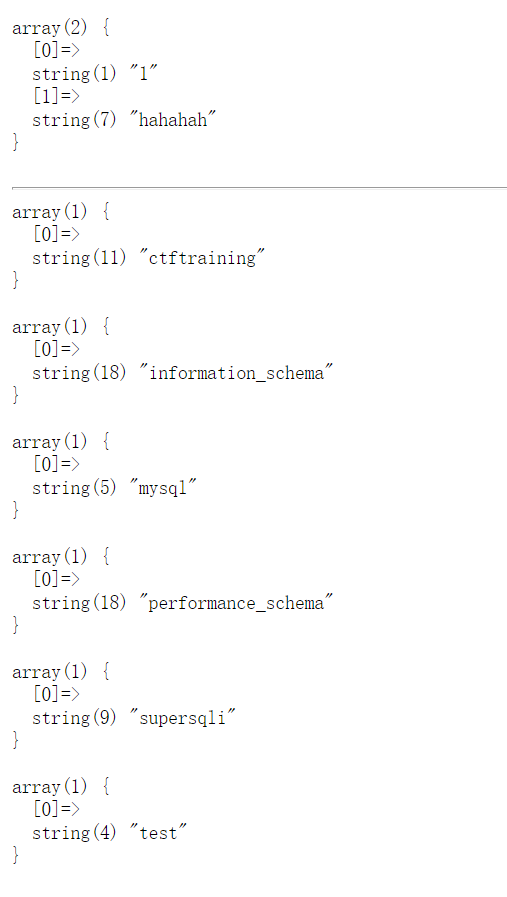 array(2) {
  [0]=>
  string(1) "1"
  [1]=>
  string(7) "hahahah"
}
array(1) {
  [0]=>
  string(11) "ctftraining"
}
array(1) {
  [0]=>
  string(18) "information_schema"
}
array(1) {
  [0]=>
  string(5) "mysql"
}
array(1) {
  [0]=>
  string(18) "performance_schema"
}
array(1) {
  [0]=>
  string(9) "supersqli"
}
array(1) {
  [0]=>
  string(4) "test"
}